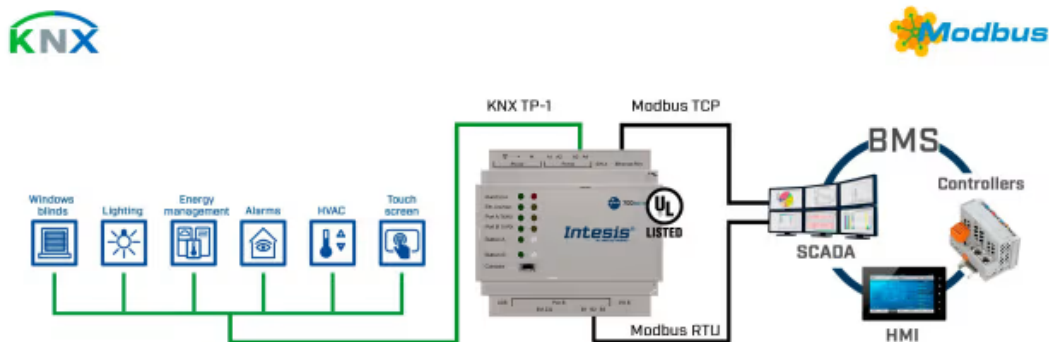 KNX
Modbus
KNX TP-1
Modbus TCP
BMS
Controllers
Windows
blinds
Lighting
Energy
management
Alarms
HVAC
Touch
screen
Intesis®
UL
LISTED
SCADA
HMI
Modbus RTU
Port B